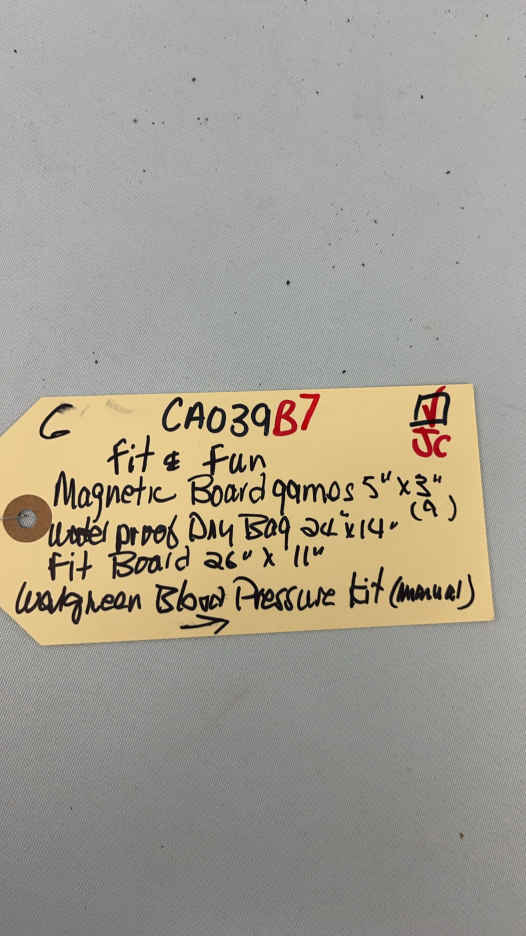 G CA039B7
JC
fit & fun
Magnetic Board games 5" x 3"
(9)
Water proof Dry Bag 24" x 14"
Fit Board 26" x 11"
Walgreen Blood Pressure kit (manual)
→